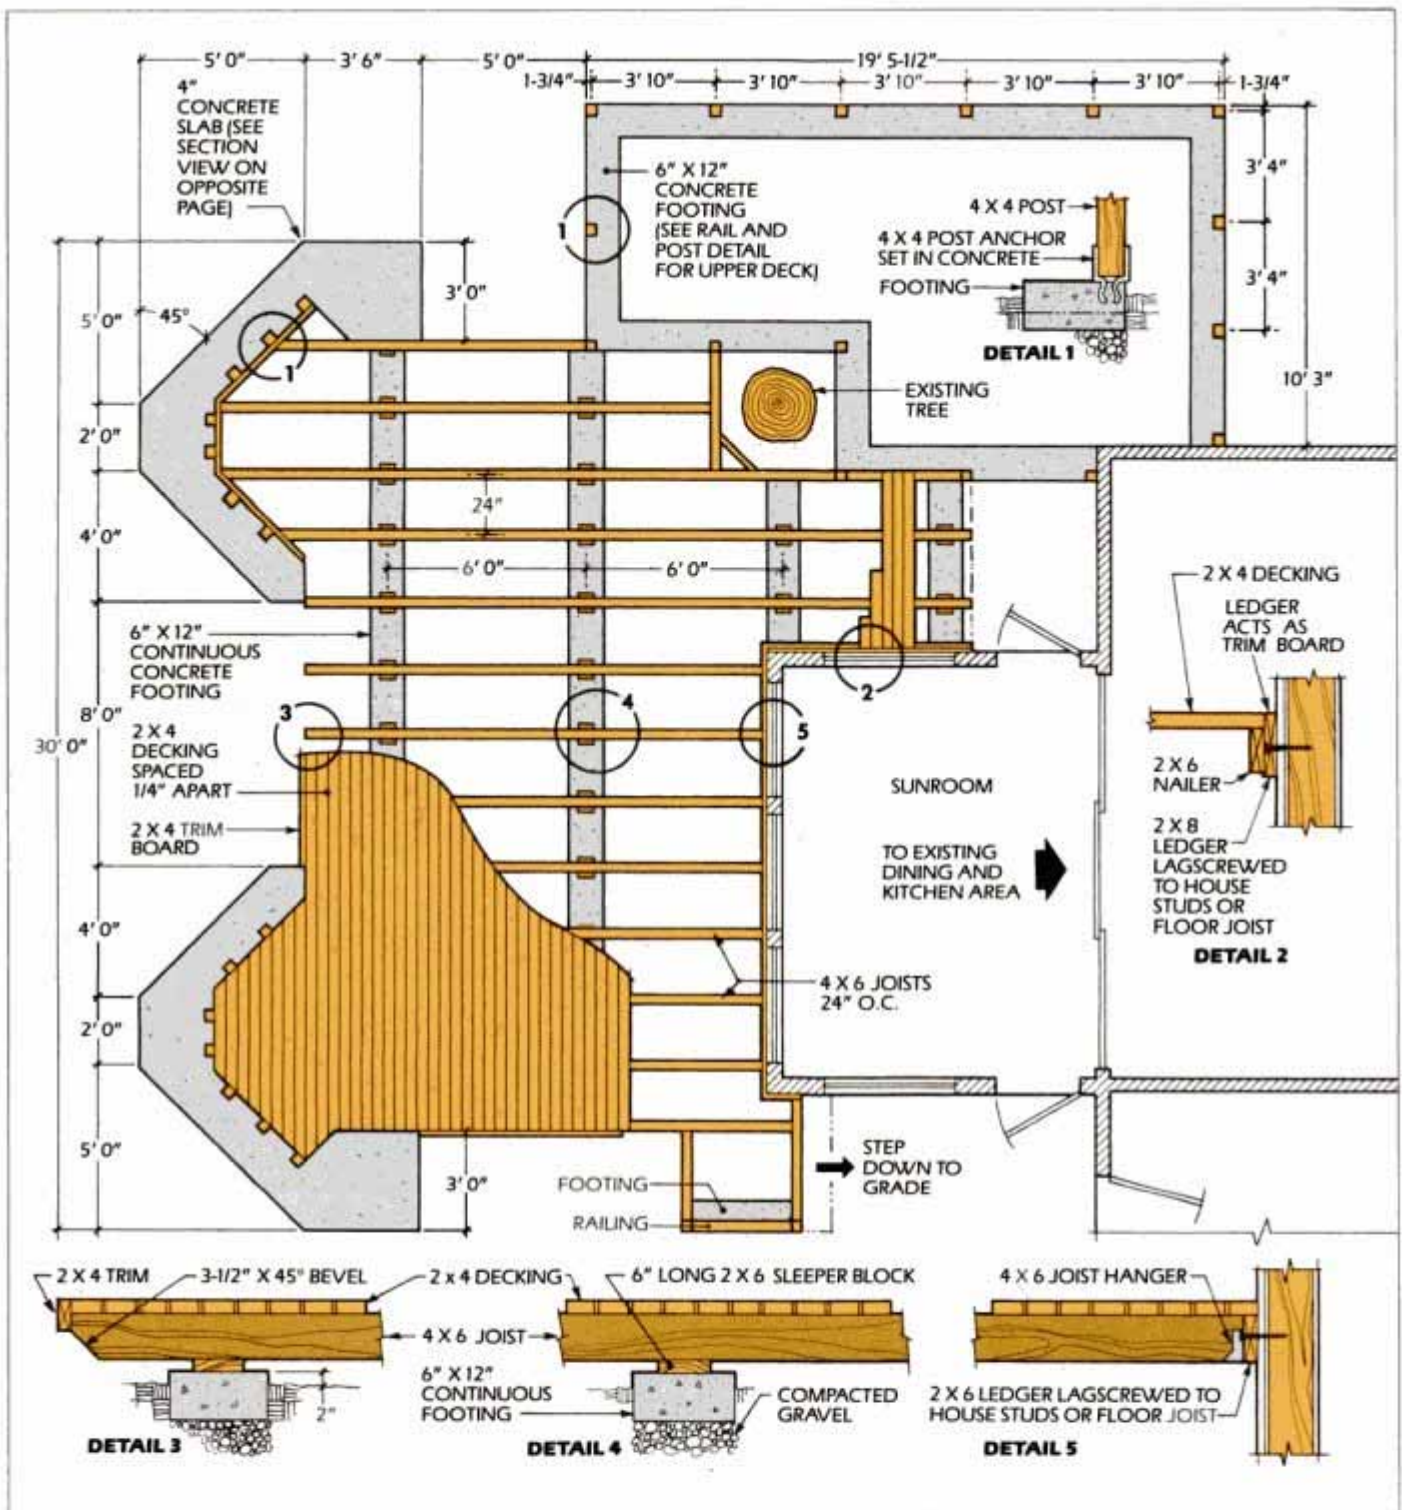 5' 0"
3' 6"
5' 0"
19' 5-1/2"
1-3/4"
3' 10"
3' 10"
3' 10"
3' 10"
3' 10"
1-3/4"
4"
CONCRETE
SLAB (SEE
SECTION
VIEW ON
OPPOSITE
PAGE)
6" X 12"
CONCRETE
FOOTING
(SEE RAIL AND
POST DETAIL
FOR UPPER DECK)
1
4 X 4 POST
4 X 4 POST ANCHOR
SET IN CONCRETE
FOOTING
DETAIL 1
3' 4"
3' 4"
10' 3"
3' 0"
5' 0"
45°
1
EXISTING
TREE
2' 0"
24"
4' 0"
6' 0"
6' 0"
6" X 12"
CONTINUOUS
CONCRETE
FOOTING
2 X 4 DECKING
LEDGER
ACTS AS
TRIM BOARD
2
3
4
5
8' 0"
30' 0"
2 X 4
DECKING
SPACED
1/4" APART
2 X 4 TRIM
BOARD
SUNROOM
TO EXISTING
DINING AND
KITCHEN AREA
2 X 6
NAILER
2 X 8
LEDGER
LAGSCREWED
TO HOUSE
STUDS OR
FLOOR JOIST
DETAIL 2
4' 0"
4 X 6 JOISTS
24" O.C.
2' 0"
5' 0"
3' 0"
FOOTING
RAILING
STEP
DOWN TO
GRADE
2 X 4 TRIM
3-1/2" X 45° BEVEL
2 x 4 DECKING
6" LONG 2 X 6 SLEEPER BLOCK
4 X 6 JOIST HANGER
4 X 6 JOIST
6" X 12"
CONTINUOUS
FOOTING
2"
COMPACTED
GRAVEL
2 X 6 LEDGER LAGSCREWED TO
HOUSE STUDS OR FLOOR JOIST
DETAIL 3
DETAIL 4
DETAIL 5